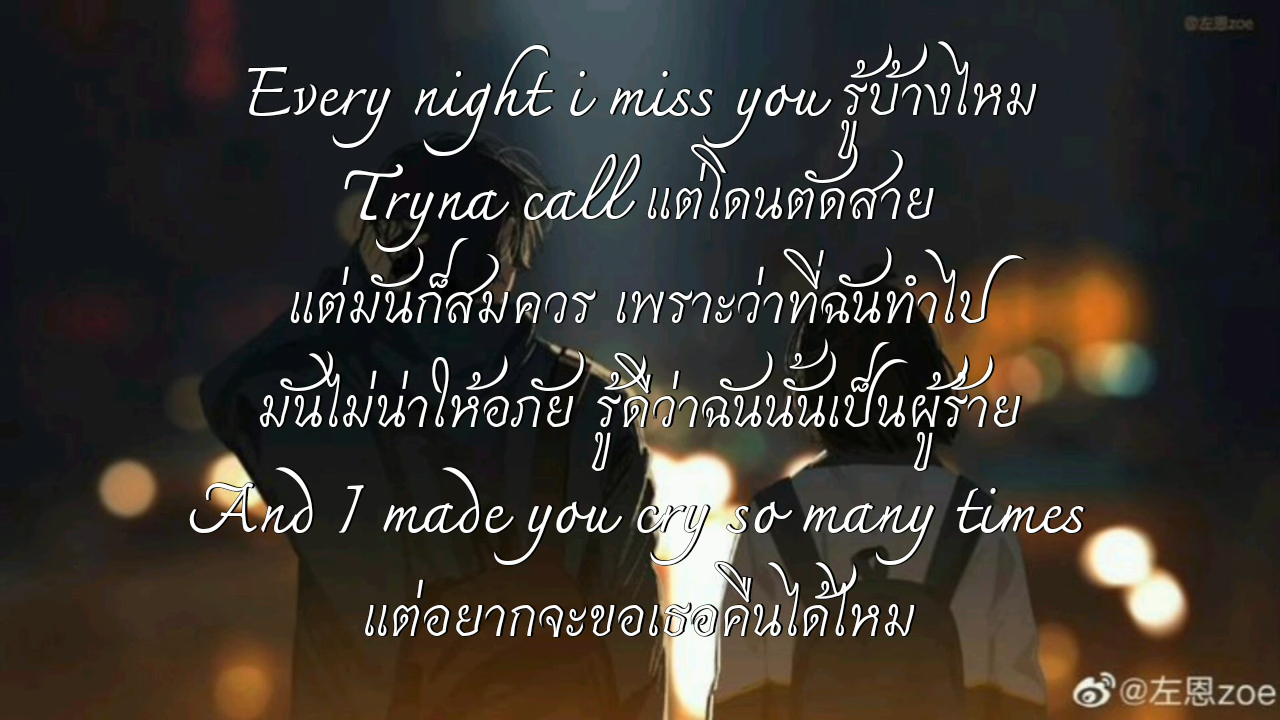 @左恩zoe
Every night i miss you รู้บ้างไหม
Tryna call แต่โดนตัดสาย
แต่มันก็สมควร เพราะว่าที่ฉันทำไป
มันไม่น่าให้อภัย รู้ดีว่าฉันนั้นเป็นผู้ร้าย
And I made you cry so many times
แต่อยากจะขอเธอคืนได้ไหม
@左恩zoe